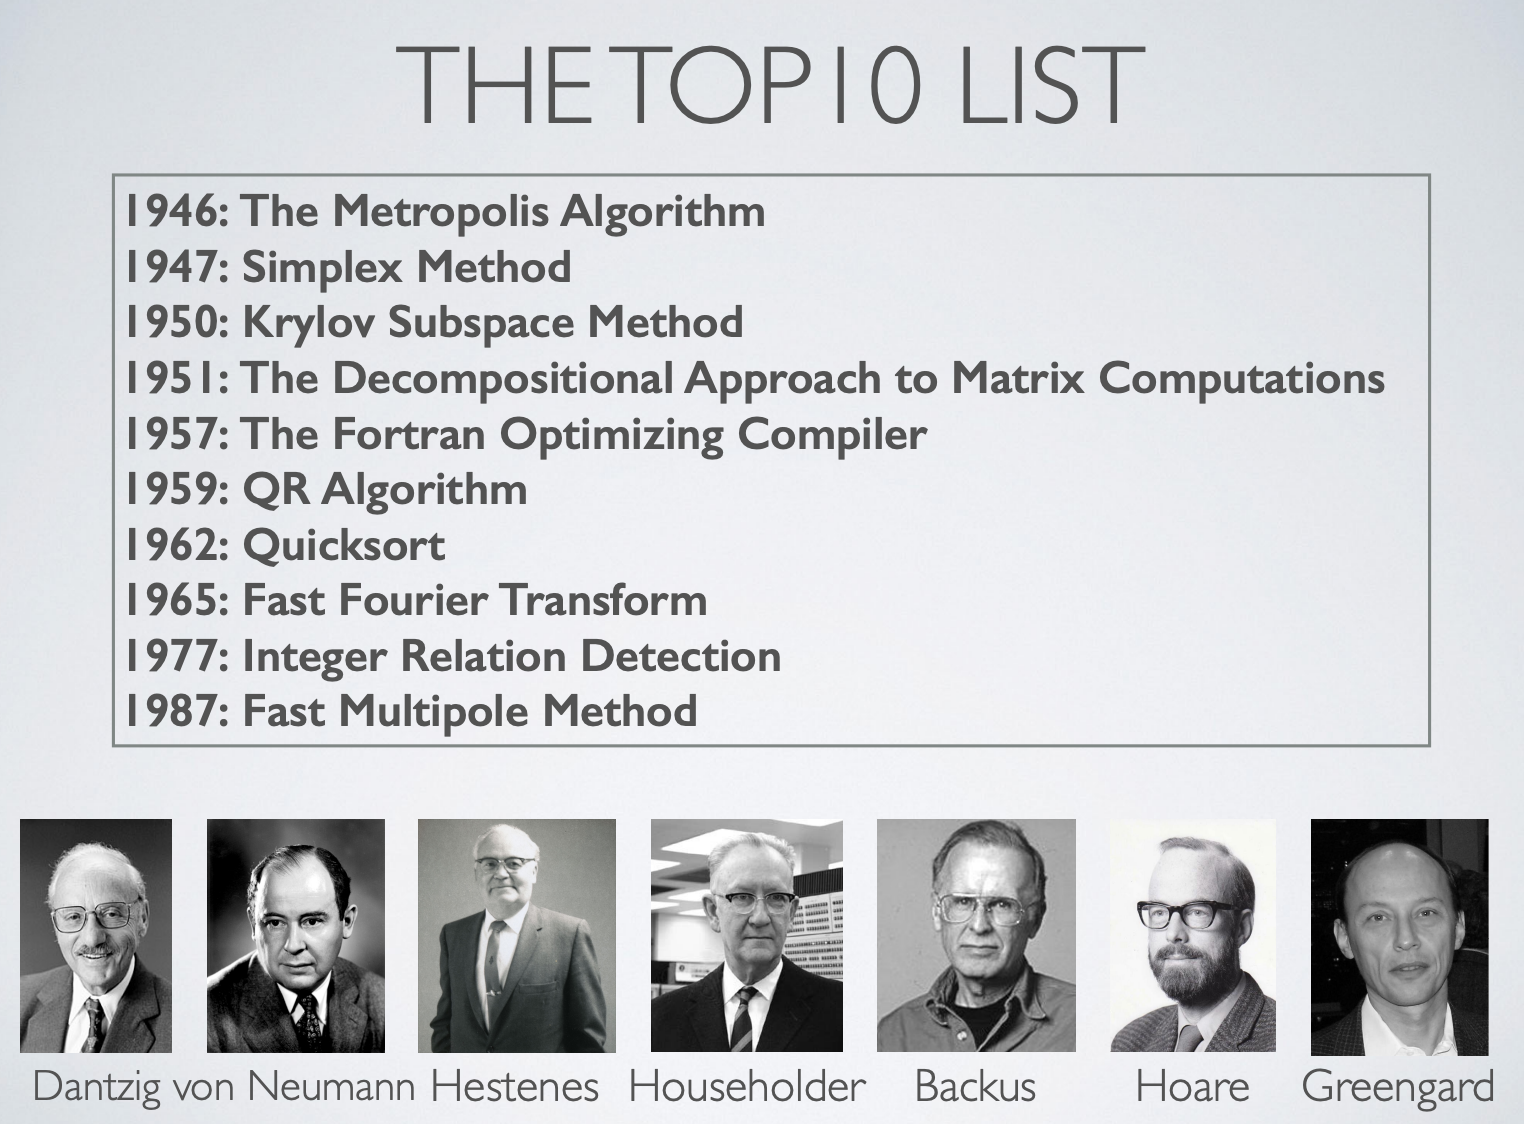 THE TOP10 LIST
1946: The Metropolis Algorithm
1947: Simplex Method
1950: Krylov Subspace Method
1951: The Decompositional Approach to Matrix Computations
1957: The Fortran Optimizing Compiler
1959: QR Algorithm
1962: Quicksort
1965: Fast Fourier Transform
1977: Integer Relation Detection
1987: Fast Multipole Method
Dantzig von Neumann Hestenes Householder Backus Hoare Greengard